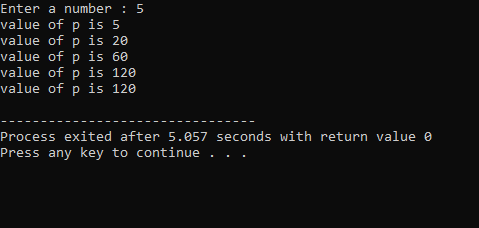 Enter a number : 5
value of p is 5
value of p is 20
value of p is 60
value of p is 120
value of p is 120
--------------------------------
Process exited after 5.057 seconds with return value 0
Press any key to continue . . .